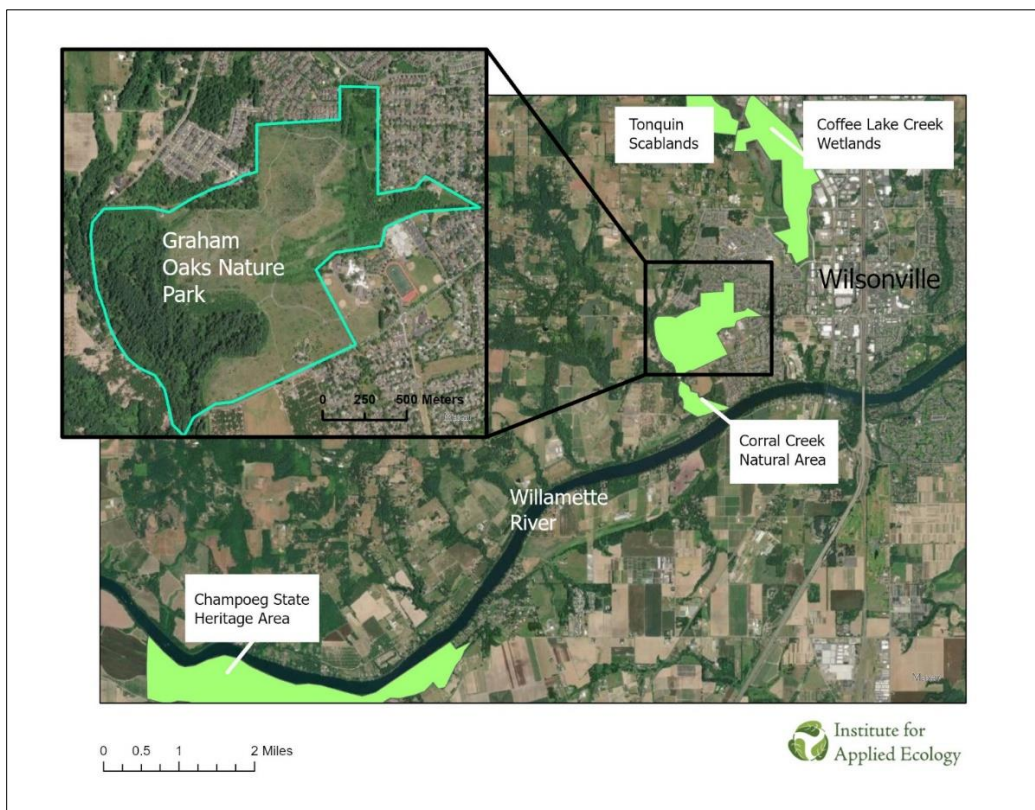 Graham
Oaks Nature
Park
0 250 500 Meters
Tonquin
Scablands
Coffee Lake Creek
Wetlands
Wilsonville
Corral Creek
Natural Area
Willamette
River
Champoeg State
Heritage Area
0 0.5 1 2 Miles
Institute for
Applied Ecology